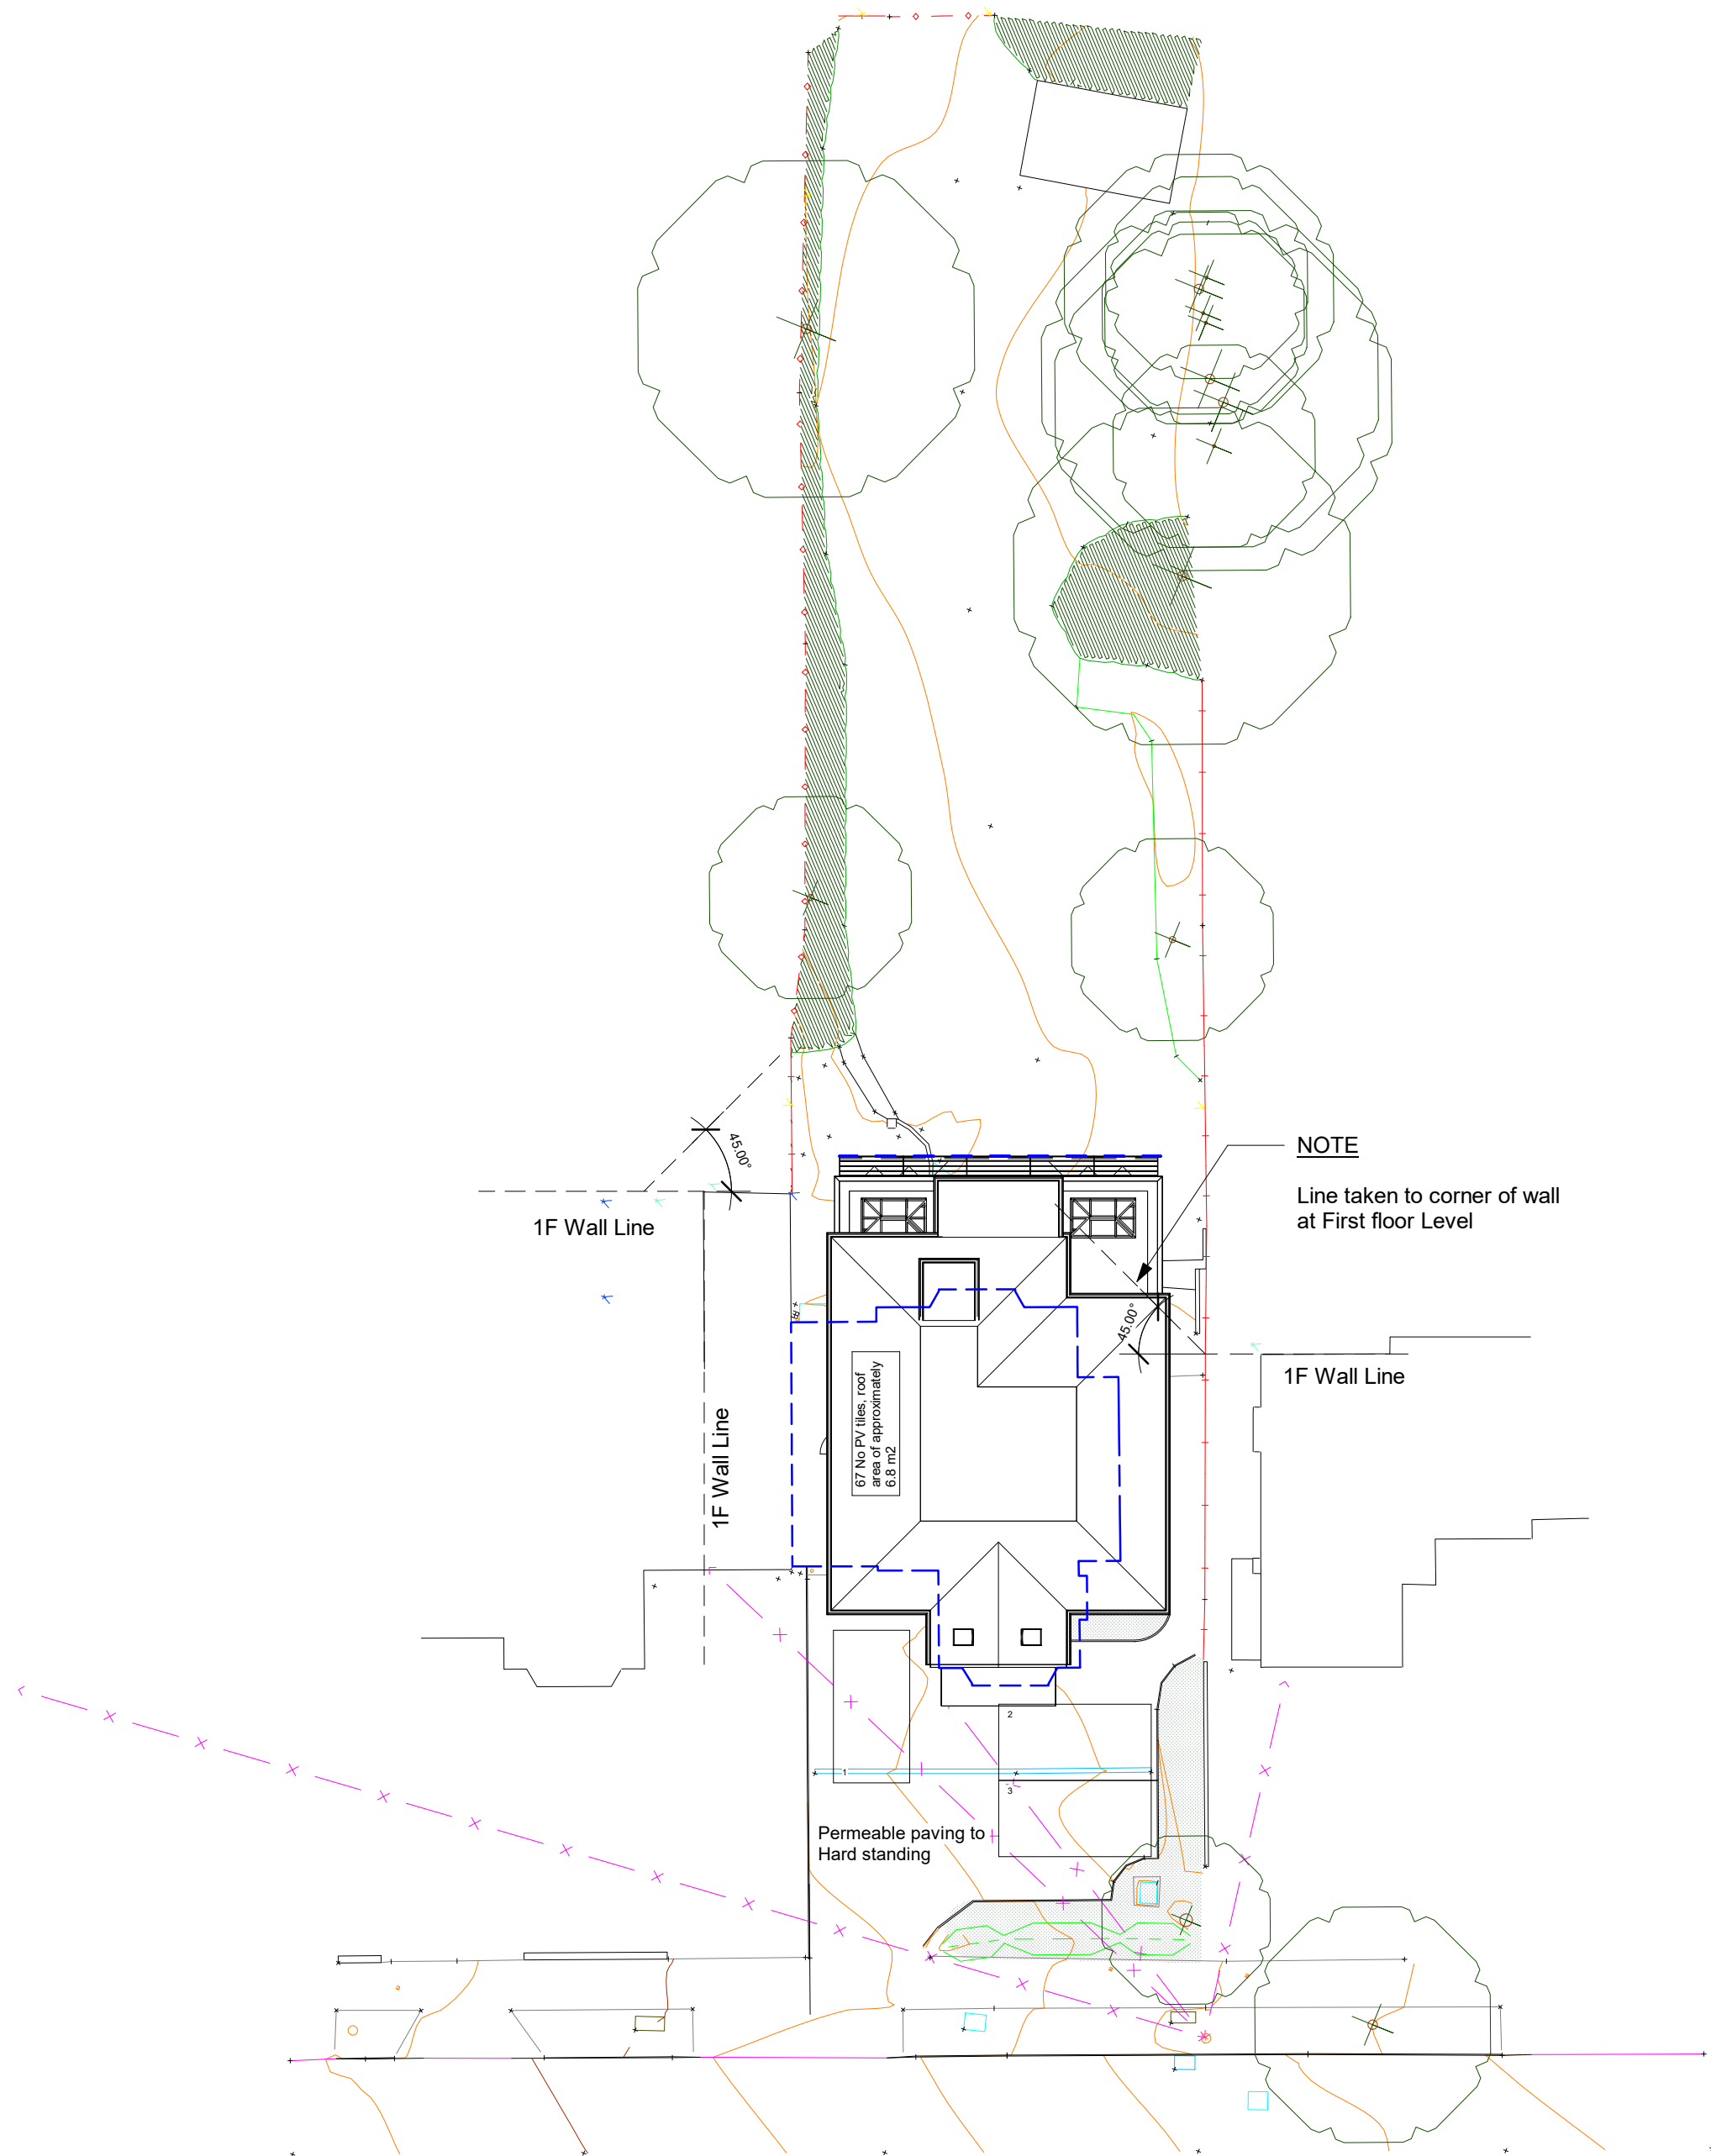 45.00°
NOTE
Line taken to corner of wall
at First floor Level
1F Wall Line
45.00°
1F Wall Line
67 No PV tiles, roof
area of approximately
6.8 m2
1F Wall Line
2
1
3
Permeable paving to
Hard standing